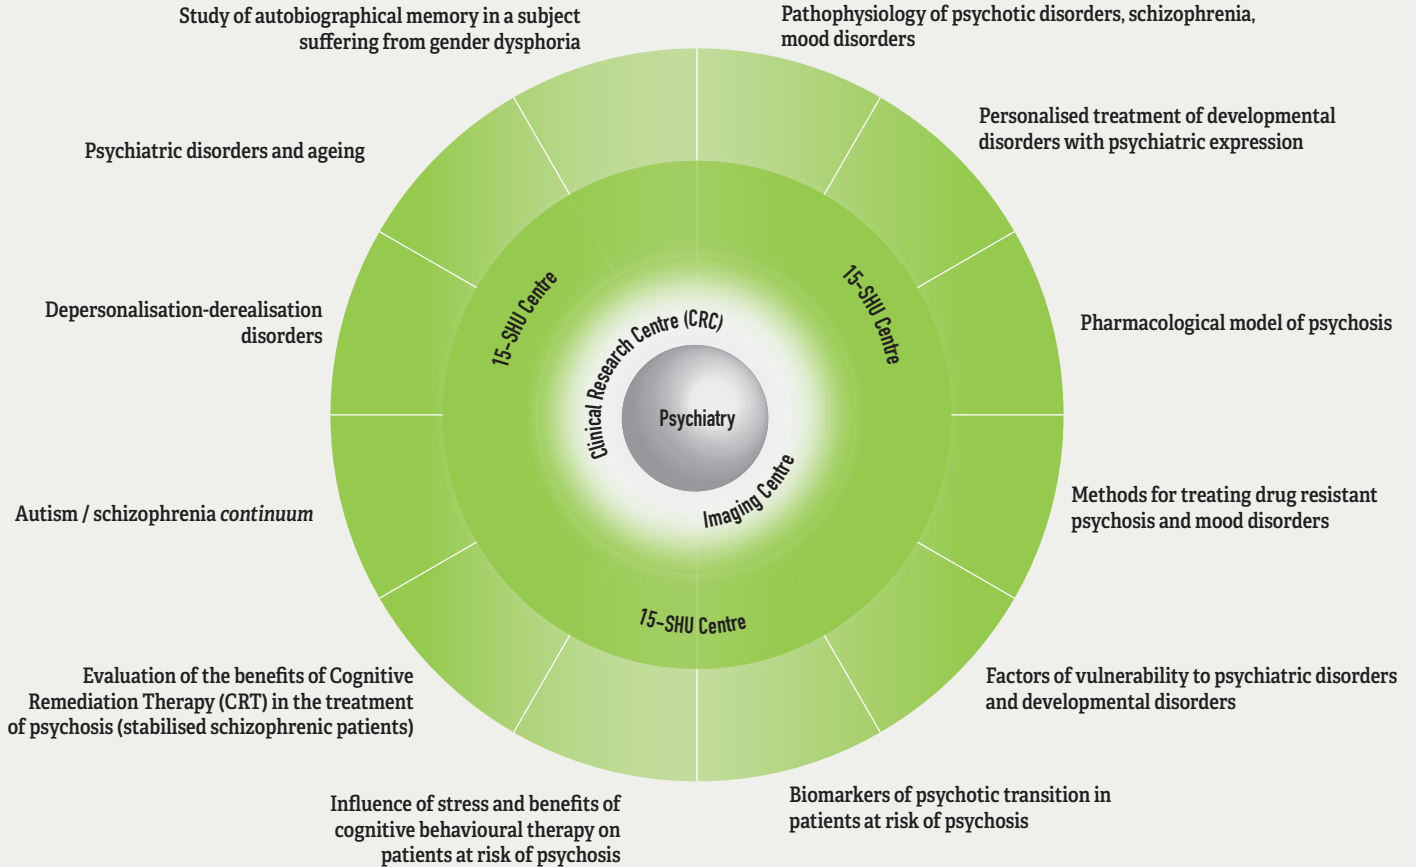 Study of autobiographical memory in a subject
suffering from gender dysphoria
Pathophysiology of psychotic disorders, schizophrenia,
mood disorders
Personalised treatment of developmental
disorders with psychiatric expression
Psychiatric disorders and ageing
Depersonalisation-derealisation
disorders
Pharmacological model of psychosis
15-SHU Centre
15-SHU Centre
Clinical Research Centre (CRC)
Psychiatry
Imaging Centre
15-SHU Centre
Autism / schizophrenia continuum
Methods for treating drug resistant
psychosis and mood disorders
Evaluation of the benefits of Cognitive
Remediation Therapy (CRT) in the treatment
of psychosis (stabilised schizophrenic patients)
Factors of vulnerability to psychiatric disorders
and developmental disorders
Influence of stress and benefits of
cognitive behavioural therapy on
patients at risk of psychosis
Biomarkers of psychotic transition in
patients at risk of psychosis